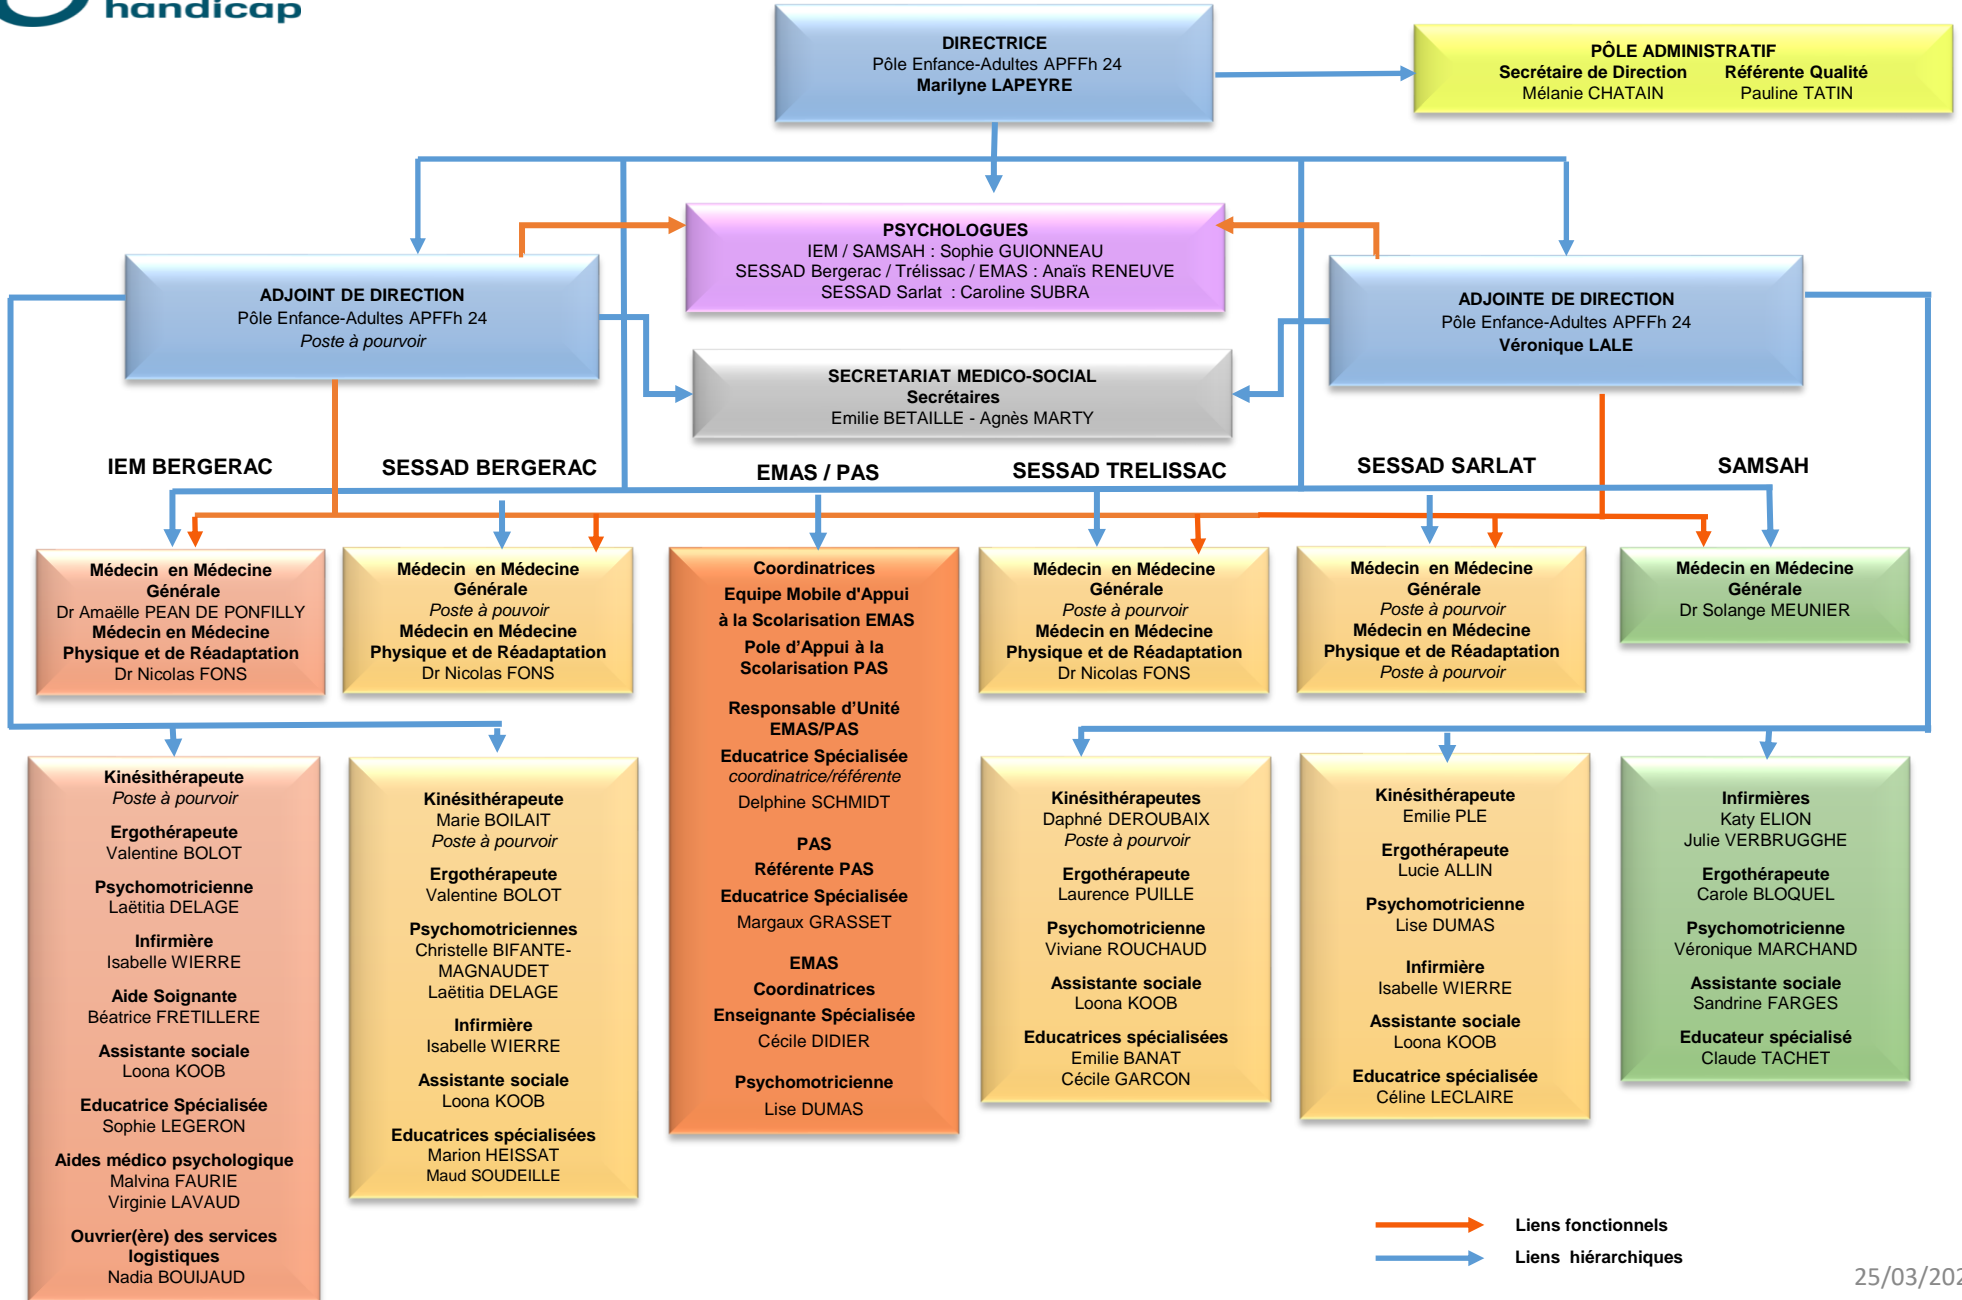 handicap
DIRECTRICE
Pôle Enfance-Adultes APFFh 24
Marilyne LAPEYRE
PÔLE ADMINISTRATIF
Secrétaire de Direction Référente Qualité
Mélanie CHATAIN Pauline TATIN
PSYCHOLOGUES
IEM / SAMSAH : Sophie GUIONNEAU
SESSAD Bergerac / Trélissac / EMAS : Anaïs RENEUVE
SESSAD Sarlat : Caroline SUBRA
ADJOINT DE DIRECTION
Pôle Enfance-Adultes APFFh 24
Poste à pourvoir
ADJOINTE DE DIRECTION
Pôle Enfance-Adultes APFFh 24
Véronique LALE
SECRETARIAT MEDICO-SOCIAL
Secrétaires
Emilie BETAILLE - Agnès MARTY
IEM BERGERAC
SESSAD BERGERAC
EMAS / PAS
SESSAD TRELISSAC
SESSAD SARLAT
SAMSAH
Médecin en Médecine
Générale
Dr Amaëlle PEAN DE PONFILLY
Médecin en Médecine
Physique et de Réadaptation
Dr Nicolas FONS
Médecin en Médecine
Générale
Poste à pouvoir
Médecin en Médecine
Physique et de Réadaptation
Dr Nicolas FONS
Coordinatrices
Equipe Mobile d'Appui
à la Scolarisation EMAS
Pole d’Appui à la
Scolarisation PAS
Responsable d’Unité
EMAS/PAS
Educatrice Spécialisée
coordinatrice/référente
Delphine SCHMIDT
PAS
Référente PAS
Educatrice Spécialisée
Margaux GRASSET
EMAS
Coordinatrices
Enseignante Spécialisée
Cécile DIDIER
Psychomotricienne
Lise DUMAS
Médecin en Médecine
Générale
Poste à pouvoir
Médecin en Médecine
Physique et de Réadaptation
Dr Nicolas FONS
Médecin en Médecine
Générale
Poste à pourvoir
Médecin en Médecine
Physique et de Réadaptation
Poste à pourvoir
Médecin en Médecine
Générale
Dr Solange MEUNIER
Kinésithérapeute
Poste à pourvoir
Ergothérapeute
Valentine BOLOT
Psychomotricienne
Laëtitia DELAGE
Infirmière
Isabelle WIERRE
Aide Soignante
Béatrice FRETILLERE
Assistante sociale
Loona KOOB
Educatrice Spécialisée
Sophie LEGERON
Aides médico psychologique
Malvina FAURIE
Virginie LAVAUD
Ouvrier(ère) des services
logistiques
Nadia BOUIJAUD
Kinésithérapeute
Marie BOILAIT
Poste à pourvoir
Ergothérapeute
Valentine BOLOT
Psychomotriciennes
Christelle BIFANTE-
MAGNAUDET
Laëtitia DELAGE
Infirmière
Isabelle WIERRE
Assistante sociale
Loona KOOB
Educatrices spécialisées
Marion HEISSAT
Maud SOUDEILLE
Kinésithérapeutes
Daphné DEROUBAIX
Poste à pourvoir
Ergothérapeute
Laurence PUILLE
Psychomotricienne
Viviane ROUCHAUD
Assistante sociale
Loona KOOB
Educatrices spécialisées
Emilie BANAT
Cécile GARCON
Kinésithérapeute
Emilie PLE
Ergothérapeute
Lucie ALLIN
Psychomotricienne
Lise DUMAS
Infirmière
Isabelle WIERRE
Assistante sociale
Loona KOOB
Educatrice spécialisée
Céline LECLAIRE
Infirmières
Katy ELION
Julie VERBRUGGHE
Ergothérapeute
Carole BLOQUEL
Psychomotricienne
Véronique MARCHAND
Assistante sociale
Sandrine FARGES
Educateur spécialisé
Claude TACHET
Liens fonctionnels
Liens hiérarchiques
25/03/202